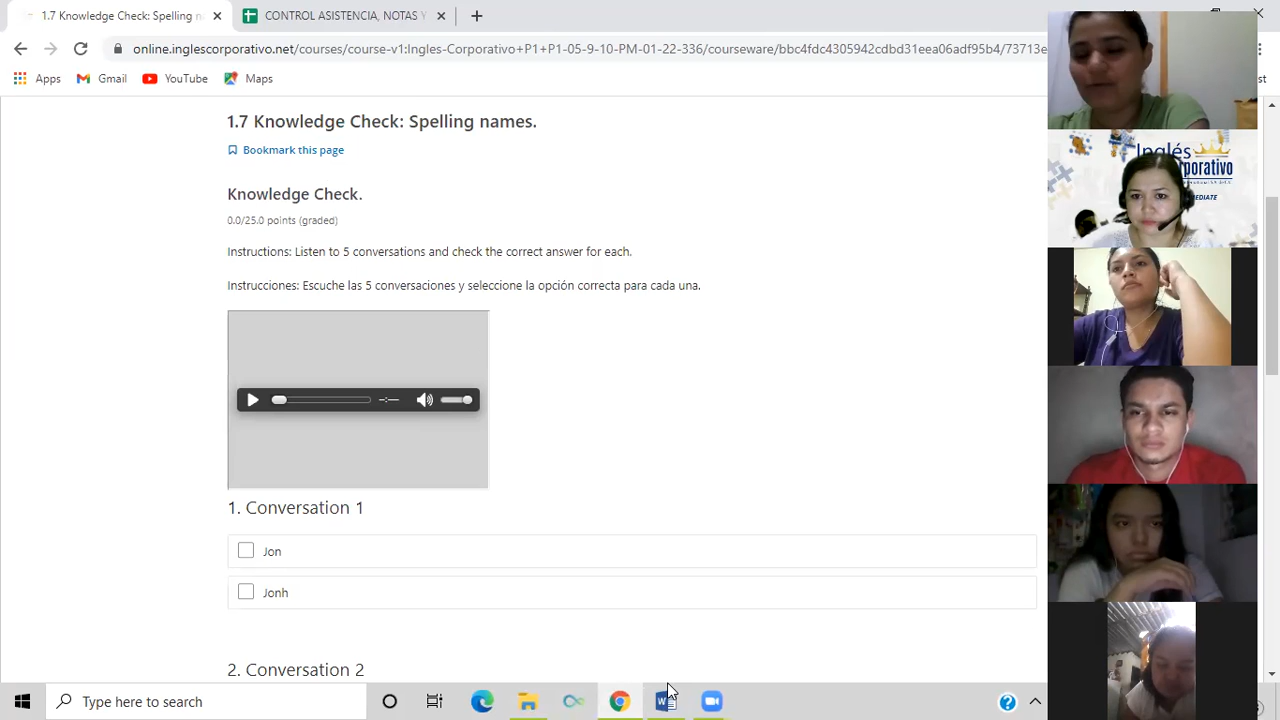 1.7 Knowledge Check: Spelling n
CONTROL ASISTENCIA, NOTAS Y
online.inglescorporativo.net/courses/course-v1:Ingles-Corporativo+P1+P1-05-9-10-PM-01-22-336/courseware/bbc4fdc4305942cdbd31eea06adf95b4/73713e
Apps
Gmail
YouTube
Maps
st
1.7 Knowledge Check: Spelling names.
Bookmark this page
Knowledge Check.
0.0/25.0 points (graded)
Instructions: Listen to 5 conversations and check the correct answer for each.
Instrucciones: Escuche las 5 conversaciones y seleccione la opción correcta para cada una.
-:--
1. Conversation 1
Jon
Jonh
2. Conversation 2
Type here to search
Inglés
orporativo
EDIATE